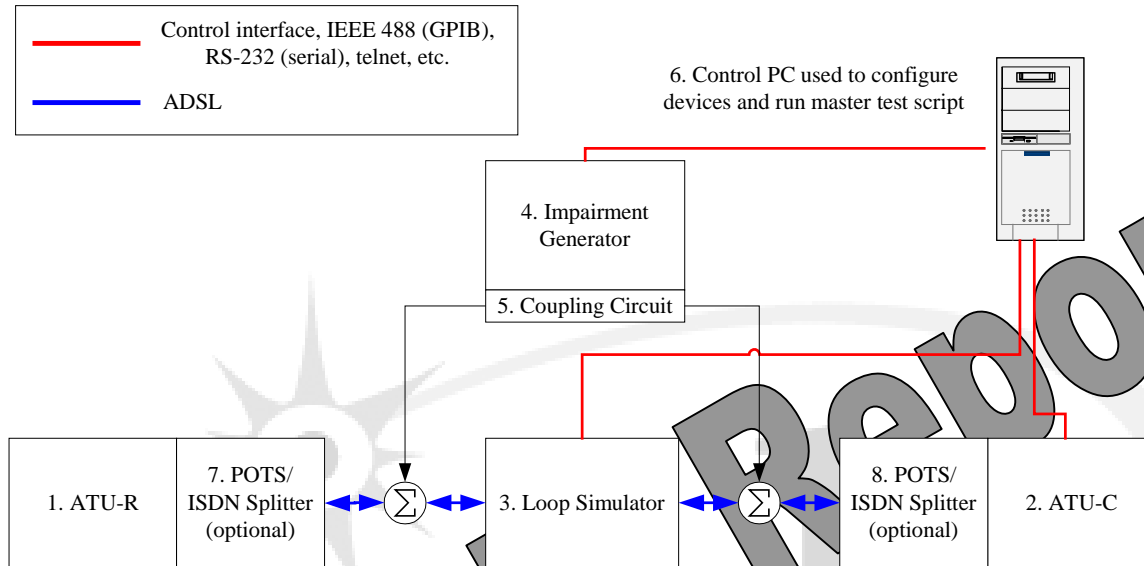 Control interface, IEEE 488 (GPIB),
RS-232 (serial), telnet, etc.
ADSL
6. Control PC used to configure
devices and run master test script
4. Impairment
Generator
5. Coupling Circuit
1. ATU-R
7. POTS/
ISDN Splitter
(optional)
Σ
3. Loop Simulator
Σ
8. POTS/
ISDN Splitter
(optional)
2. ATU-C